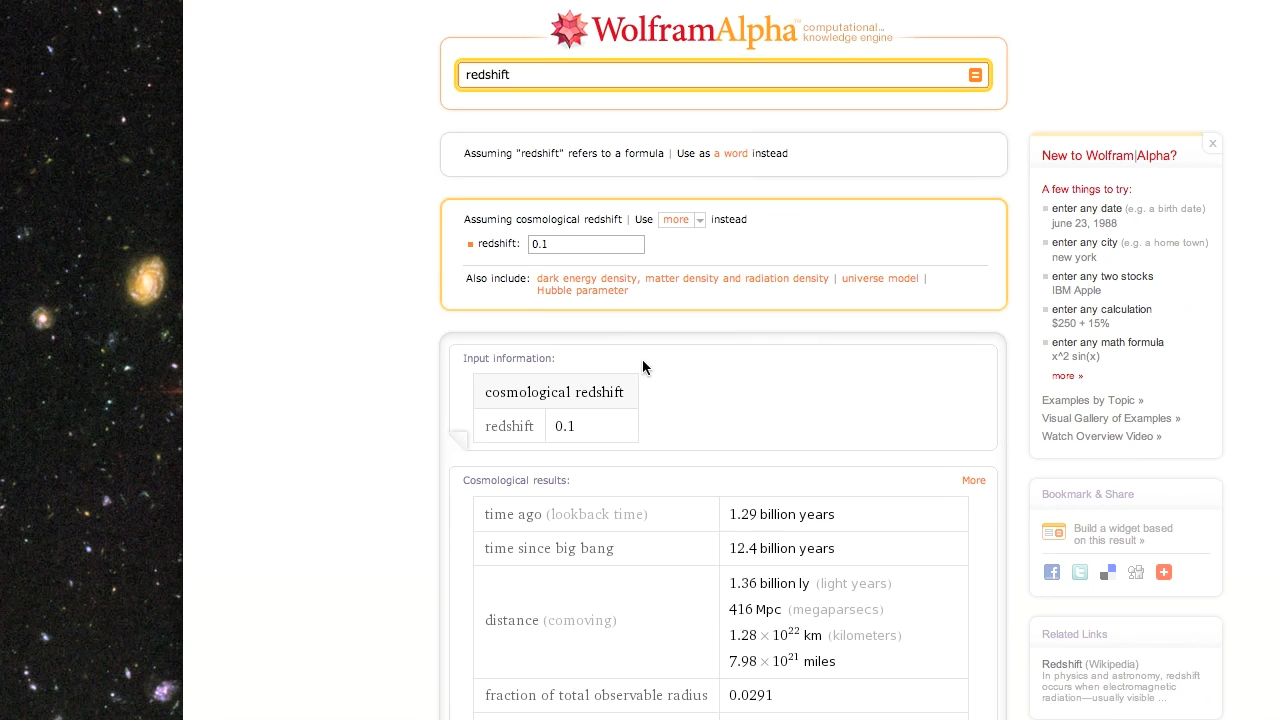 WolframAlpha™ computational...
knowledge engine
redshift
Assuming "redshift" refers to a formula | Use as a word instead
Assuming cosmological redshift | Use more instead
redshift: 0.1
Also include: dark energy density, matter density and radiation density | universe model |
Hubble parameter
Input information:
cosmological redshift
redshift 0.1
Cosmological results: More
time ago (lookback time) 1.29 billion years
time since big bang 12.4 billion years
distance (comoving)
1.36 billion ly (light years)
416 Mpc (megaparsecs)
1.28 × 10²² km (kilometers)
7.98 × 10²¹ miles
fraction of total observable radius 0.0291
x
New to Wolfram|Alpha?
A few things to try:
enter any date (e.g. a birth date)
june 23, 1988
enter any city (e.g. a home town)
new york
enter any two stocks
IBM Apple
enter any calculation
$250 + 15%
enter any math formula
x^2 sin(x)
more »
Examples by Topic »
Visual Gallery of Examples »
Watch Overview Video »
Bookmark & Share
Build a widget based
on this result »
Related Links
Redshift (Wikipedia)
In physics and astronomy, redshift
occurs when electromagnetic
radiation—usually visible ...